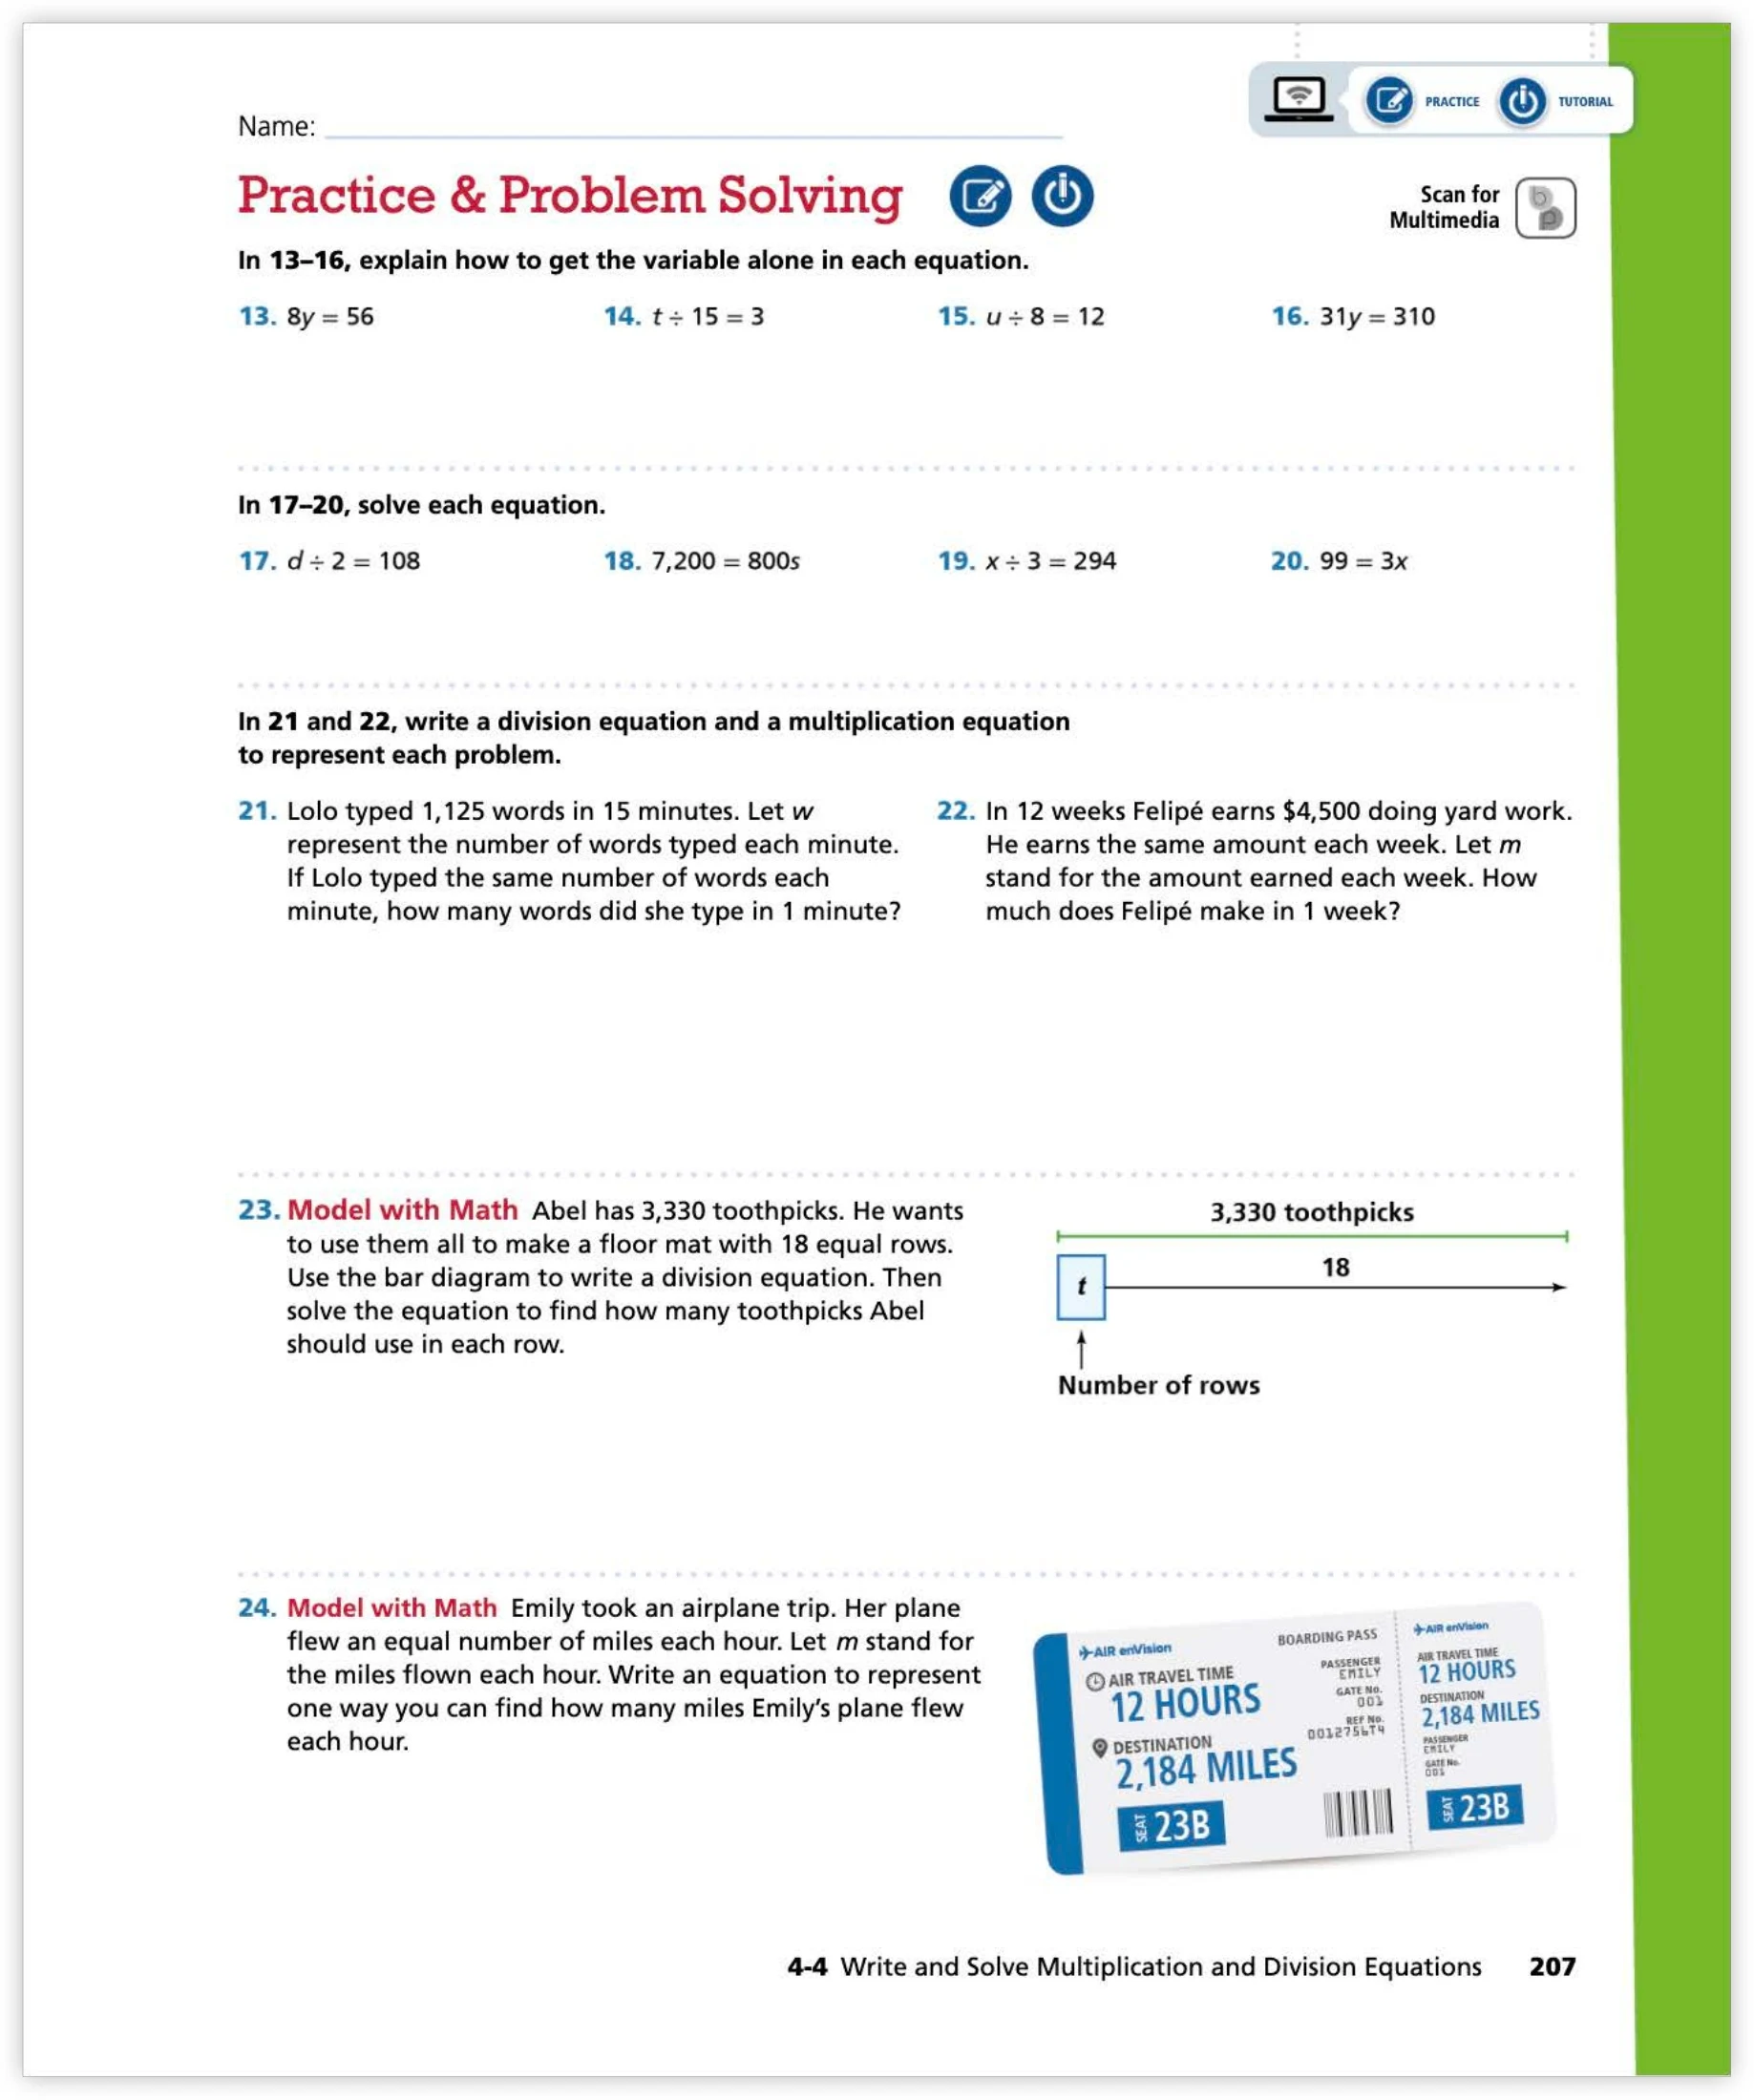 PRACTICE
TUTORIAL
Name:
Practice & Problem Solving
Scan for
Multimedia
In 13–16, explain how to get the variable alone in each equation.
13. 8y = 56
14. t ÷ 15 = 3
15. u ÷ 8 = 12
16. 31y = 310
In 17–20, solve each equation.
17. d ÷ 2 = 108
18. 7,200 = 800s
19. x ÷ 3 = 294
20. 99 = 3x
In 21 and 22, write a division equation and a multiplication equation
to represent each problem.
21. Lolo typed 1,125 words in 15 minutes. Let w
represent the number of words typed each minute.
If Lolo typed the same number of words each
minute, how many words did she type in 1 minute?
22. In 12 weeks Felipé earns $4,500 doing yard work.
He earns the same amount each week. Let m
stand for the amount earned each week. How
much does Felipé make in 1 week?
23. Model with Math Abel has 3,330 toothpicks. He wants
to use them all to make a floor mat with 18 equal rows.
Use the bar diagram to write a division equation. Then
solve the equation to find how many toothpicks Abel
should use in each row.
3,330 toothpicks
18
t
Number of rows
24. Model with Math Emily took an airplane trip. Her plane
flew an equal number of miles each hour. Let m stand for
the miles flown each hour. Write an equation to represent
one way you can find how many miles Emily's plane flew
each hour.
AIR enVision
BOARDING PASS
AIR TRAVEL TIME
12 HOURS
DESTINATION
2,184 MILES
SEAT 23B
PASSENGER
EMILY
GATE No.
001
REF No.
0012756T4
AIR enVision
AIR TRAVEL TIME
12 HOURS
DESTINATION
2,184 MILES
PASSENGER
EMILY
GATE No.
001
SEAT 23B
4-4 Write and Solve Multiplication and Division Equations 207